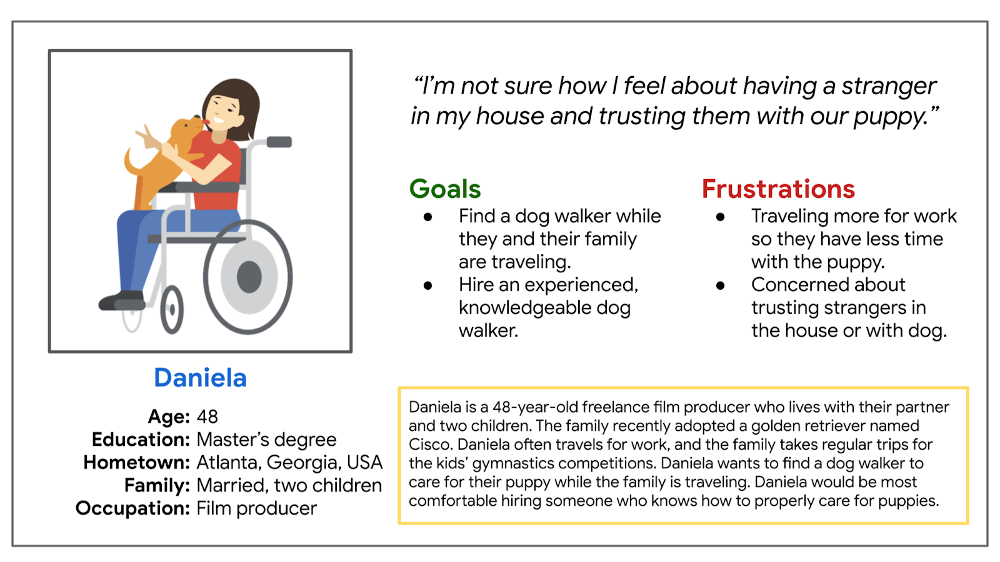 “I’m not sure how I feel about having a stranger
in my house and trusting them with our puppy.”
Goals
● Find a dog walker while
they and their family
are traveling.
● Hire an experienced,
knowledgeable dog
walker.
Frustrations
● Traveling more for work
so they have less time
with the puppy.
● Concerned about
trusting strangers in
the house or with dog.
Daniela
Age: 48
Education: Master’s degree
Hometown: Atlanta, Georgia, USA
Family: Married, two children
Occupation: Film producer
Daniela is a 48-year-old freelance film producer who lives with their partner
and two children. The family recently adopted a golden retriever named
Cisco. Daniela often travels for work, and the family takes regular trips for
the kids’ gymnastics competitions. Daniela wants to find a dog walker to
care for their puppy while the family is traveling. Daniela would be most
comfortable hiring someone who knows how to properly care for puppies.